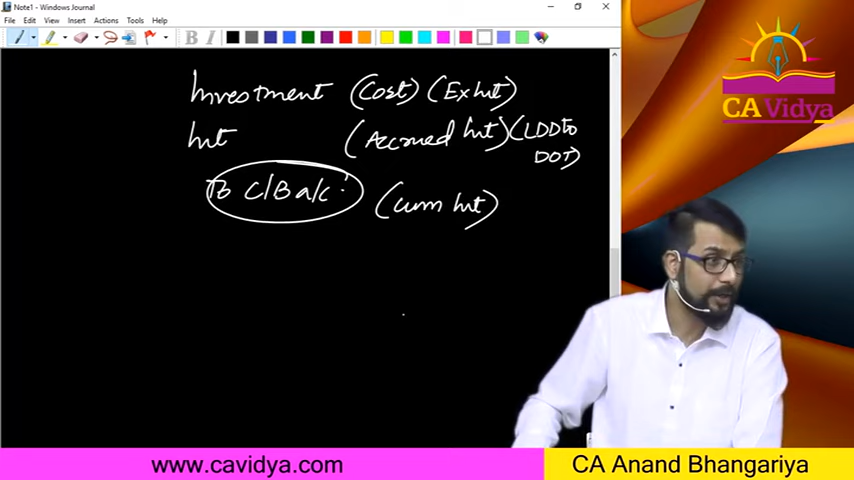 Note1 - Windows Journal
File Edit View Insert Actions Tools Help
B I
Investment (Cost) (Ex Int)
Int (Accrued Int) (LDD to DOT)
To C/B a/c. (Cum Int)
CA Vidya
www.cavidya.com
CA Anand Bhangariya